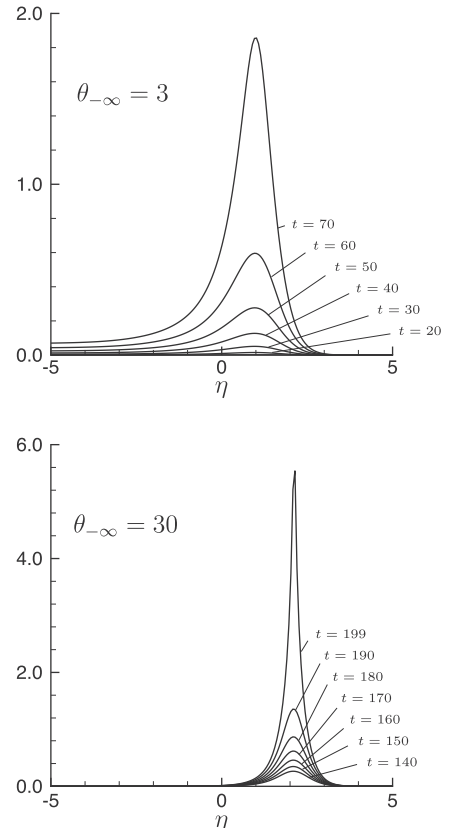 2.0
θ−∞ = 3
1.0
t = 70
t = 60
t = 50
t = 40
t = 30
t = 20
0.0
-5 0 5
η
6.0
θ−∞ = 30
4.0
t = 199
t = 190
2.0
t = 180
t = 170
t = 160
t = 150
t = 140
0.0
-5 0 5
η